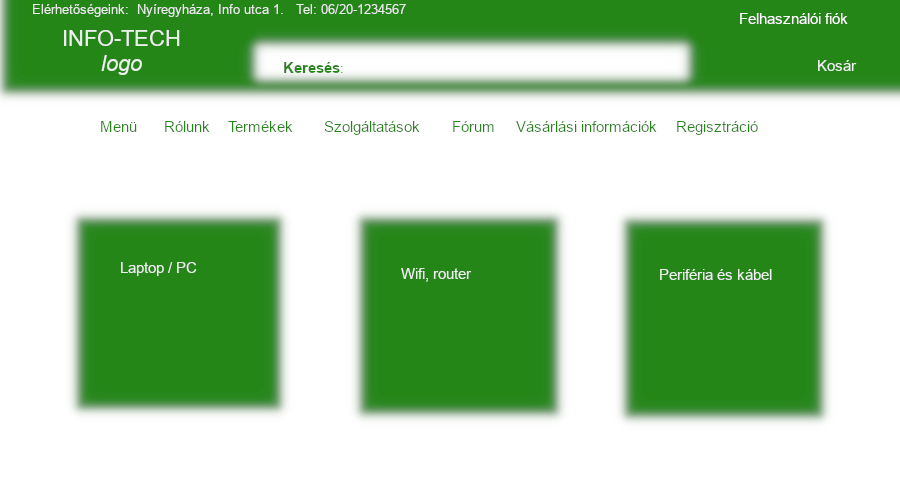 Elérhetőségeink:  Nyíregyháza, Info utca 1.   Tel: 06/20-1234567
Felhasználói fiók
INFO-TECH
logo
Keresés:
Kosár
Menü   Rólunk   Termékek   Szolgáltatások   Fórum   Vásárlási információk   Regisztráció
Laptop / PC
Wifi, router
Periféria és kábel